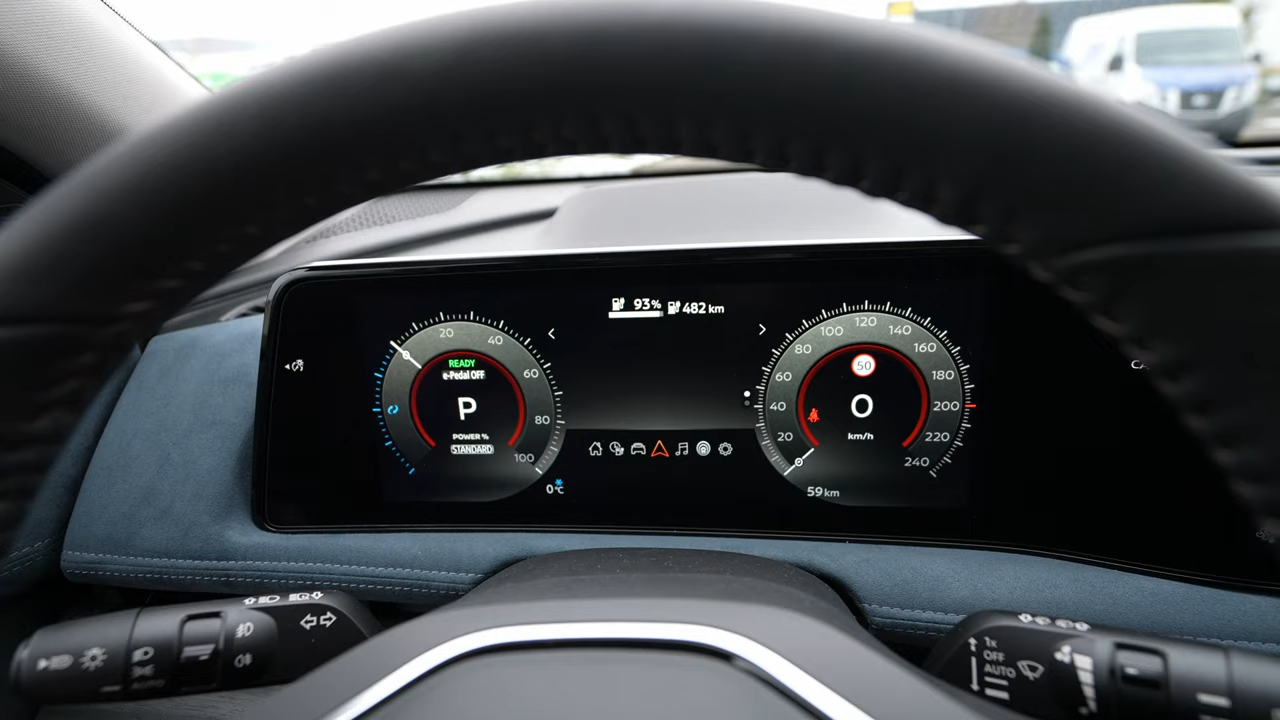 93% 482 km
20
40
60
80
100
READY
e-Pedal OFF
P
POWER %
STANDARD
0°C
20
40
60
80
100
120
140
160
180
200
220
240
50
0
km/h
59 km
AUTO
1x
OFF
AUTO